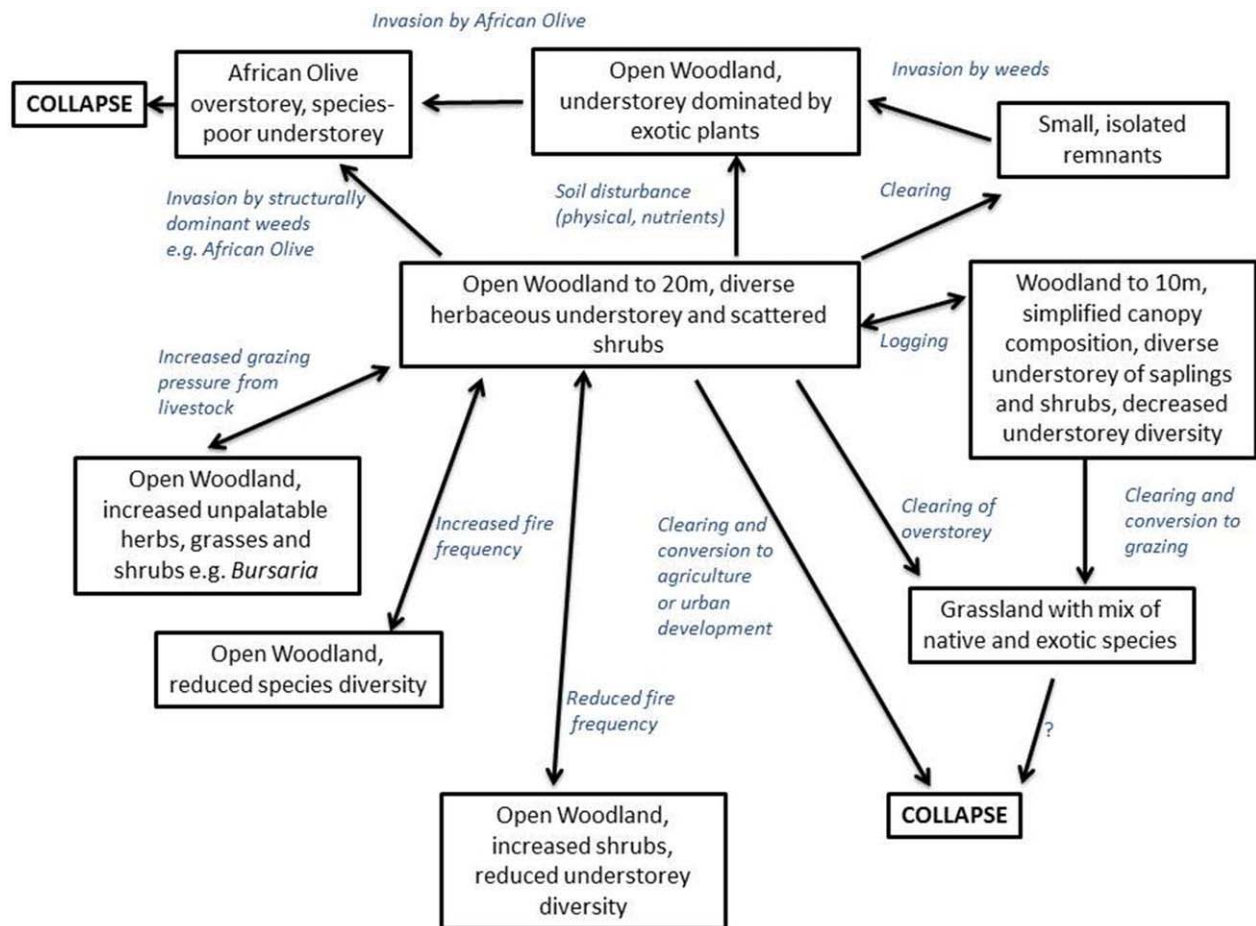 Invasion by African Olive
COLLAPSE
African Olive
overstorey, species-
poor understorey
Open Woodland,
understorey dominated by
exotic plants
Invasion by weeds
Small, isolated
remnants
Invasion by structurally
dominant weeds
e.g. African Olive
Soil disturbance
(physical, nutrients)
Clearing
Open Woodland to 20m, diverse
herbaceous understorey and scattered
shrubs
Logging
Woodland to 10m,
simplified canopy
composition, diverse
understorey of saplings
and shrubs, decreased
understorey diversity
Increased grazing
pressure from
livestock
Open Woodland,
increased unpalatable
herbs, grasses and
shrubs e.g. Bursaria
Increased fire
frequency
Clearing and
conversion to
agriculture
or urban
development
Clearing of
overstorey
Clearing and
conversion to
grazing
Grassland with mix of
native and exotic species
Open Woodland,
reduced species diversity
Reduced fire
frequency
?
COLLAPSE
Open Woodland,
increased shrubs,
reduced understorey
diversity